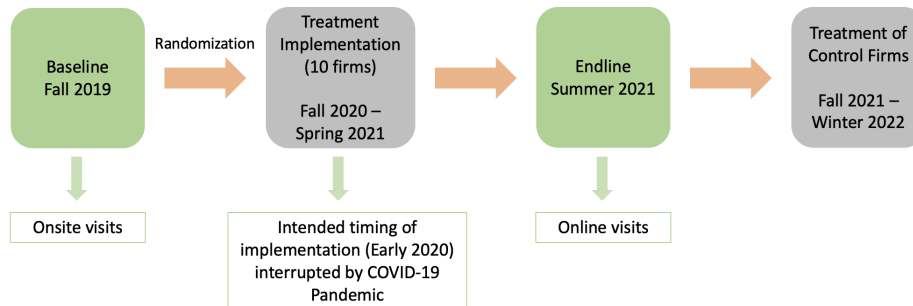 Baseline
Fall 2019
Randomization
Treatment
Implementation
(10 firms)
Fall 2020 –
Spring 2021
Endline
Summer 2021
Treatment of
Control Firms
Fall 2021 –
Winter 2022
Onsite visits
Intended timing of
implementation (Early 2020)
interrupted by COVID-19
Pandemic
Online visits